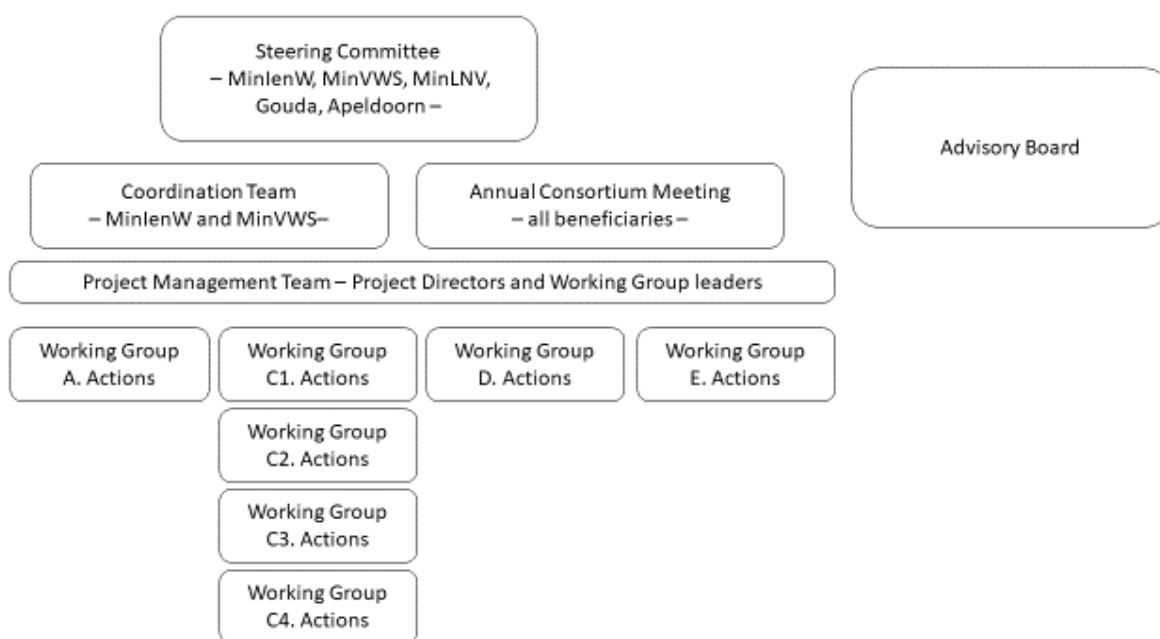 Steering Committee
– MinIenW, MinVWS, MinLNV,
Gouda, Apeldoorn –
Advisory Board
Coordination Team
– MinIenW and MinVWS–
Annual Consortium Meeting
– all beneficiaries –
Project Management Team – Project Directors and Working Group leaders
Working Group
A. Actions
Working Group
C1. Actions
Working Group
D. Actions
Working Group
E. Actions
Working Group
C2. Actions
Working Group
C3. Actions
Working Group
C4. Actions